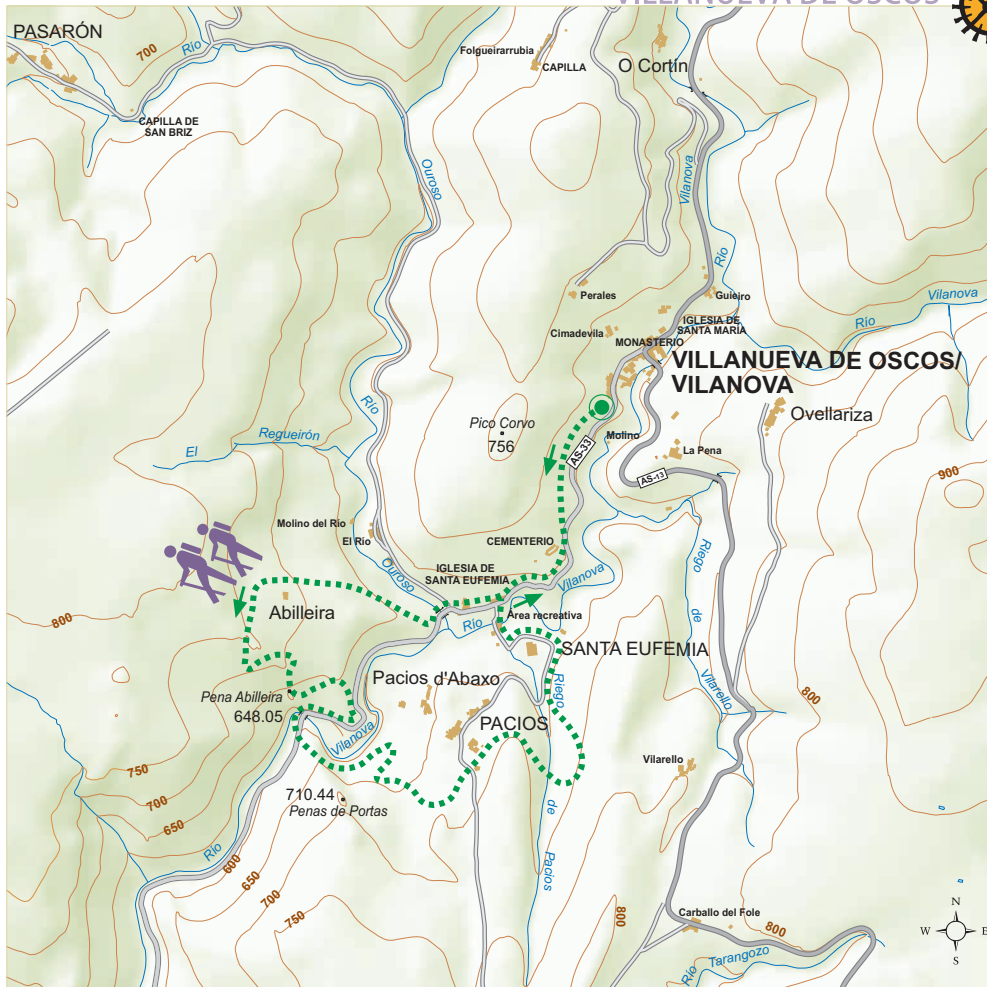 VILLANUEVA DE OSCOS
PASARÓN
Río
700
Folgueirarrubia
CAPILLA
O Cortín
CAPILLA DE
SAN BRIZ
Ouroso
Vilanova
Río
Perales
Guieiro
Vilanova
Río
Cimadevila
IGLESIA DE
SANTA MARÍA
MONASTERIO
VILLANUEVA DE OSCOS/
VILANOVA
Río
Ovellariza
Pico Corvo
756
Molino
AS-33
La Pena
El Regueirón
AS-13
900
Molino del Río
El Río
CEMENTERIO
Riego
de
Vilarello
IGLESIA DE
SANTA EUFEMIA
Ouroso
Vilanova
800
Abilleira
Río
Área recreativa
SANTA EUFEMIA
Pacios d'Abaxo
Riego
Pena Abilleira
648.05
800
PACIOS
Vilanova
Vilarello
750
710.44
Penas de Portas
700
de
650
Río
600
Pacios
650
700
750
800
Carballo del Fole
800
N
W E
S
Río Tarangozo